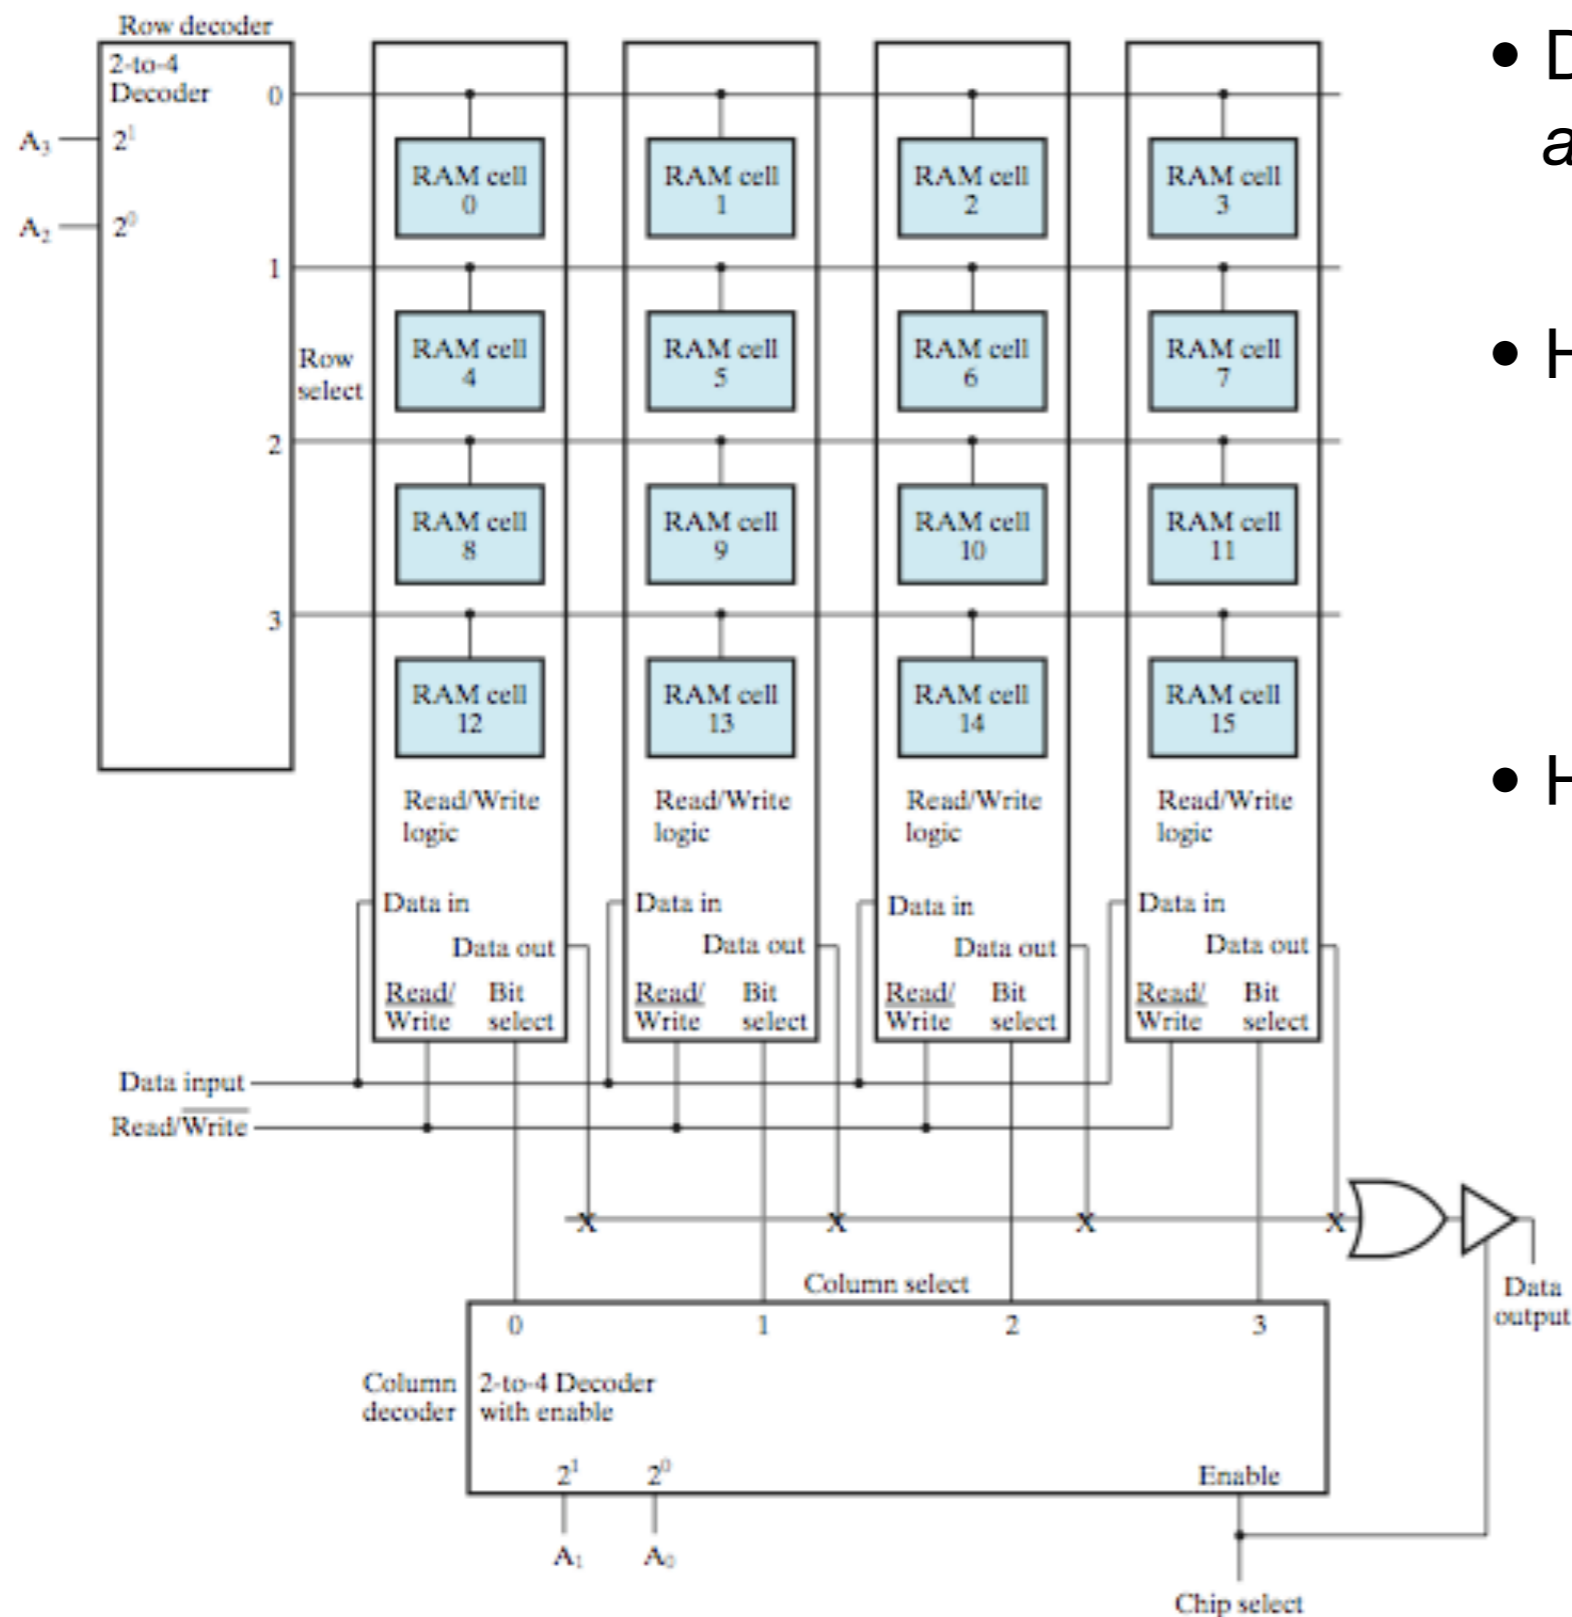 Row decoder
2-to-4
Decoder
0
A₃
2¹
A₂
2⁰
1
Row
select
2
3
RAM cell
0
RAM cell
1
RAM cell
2
RAM cell
3
RAM cell
4
RAM cell
5
RAM cell
6
RAM cell
7
RAM cell
8
RAM cell
9
RAM cell
10
RAM cell
11
RAM cell
12
RAM cell
13
RAM cell
14
RAM cell
15
Read/Write
logic
Read/Write
logic
Read/Write
logic
Read/Write
logic
Data in
Data out
Read/
Write
Bit
select
Data in
Data out
Read/
Write
Bit
select
Data in
Data out
Read/
Write
Bit
select
Data in
Data out
Read/
Write
Bit
select
Data input
Read/Write
X X X X
Data
output
Column select
0 1 2 3
Column
decoder
2-to-4 Decoder
with enable
2¹ 2⁰
Enable
A₁ A₀
Chip select
• D
a
• H
• H